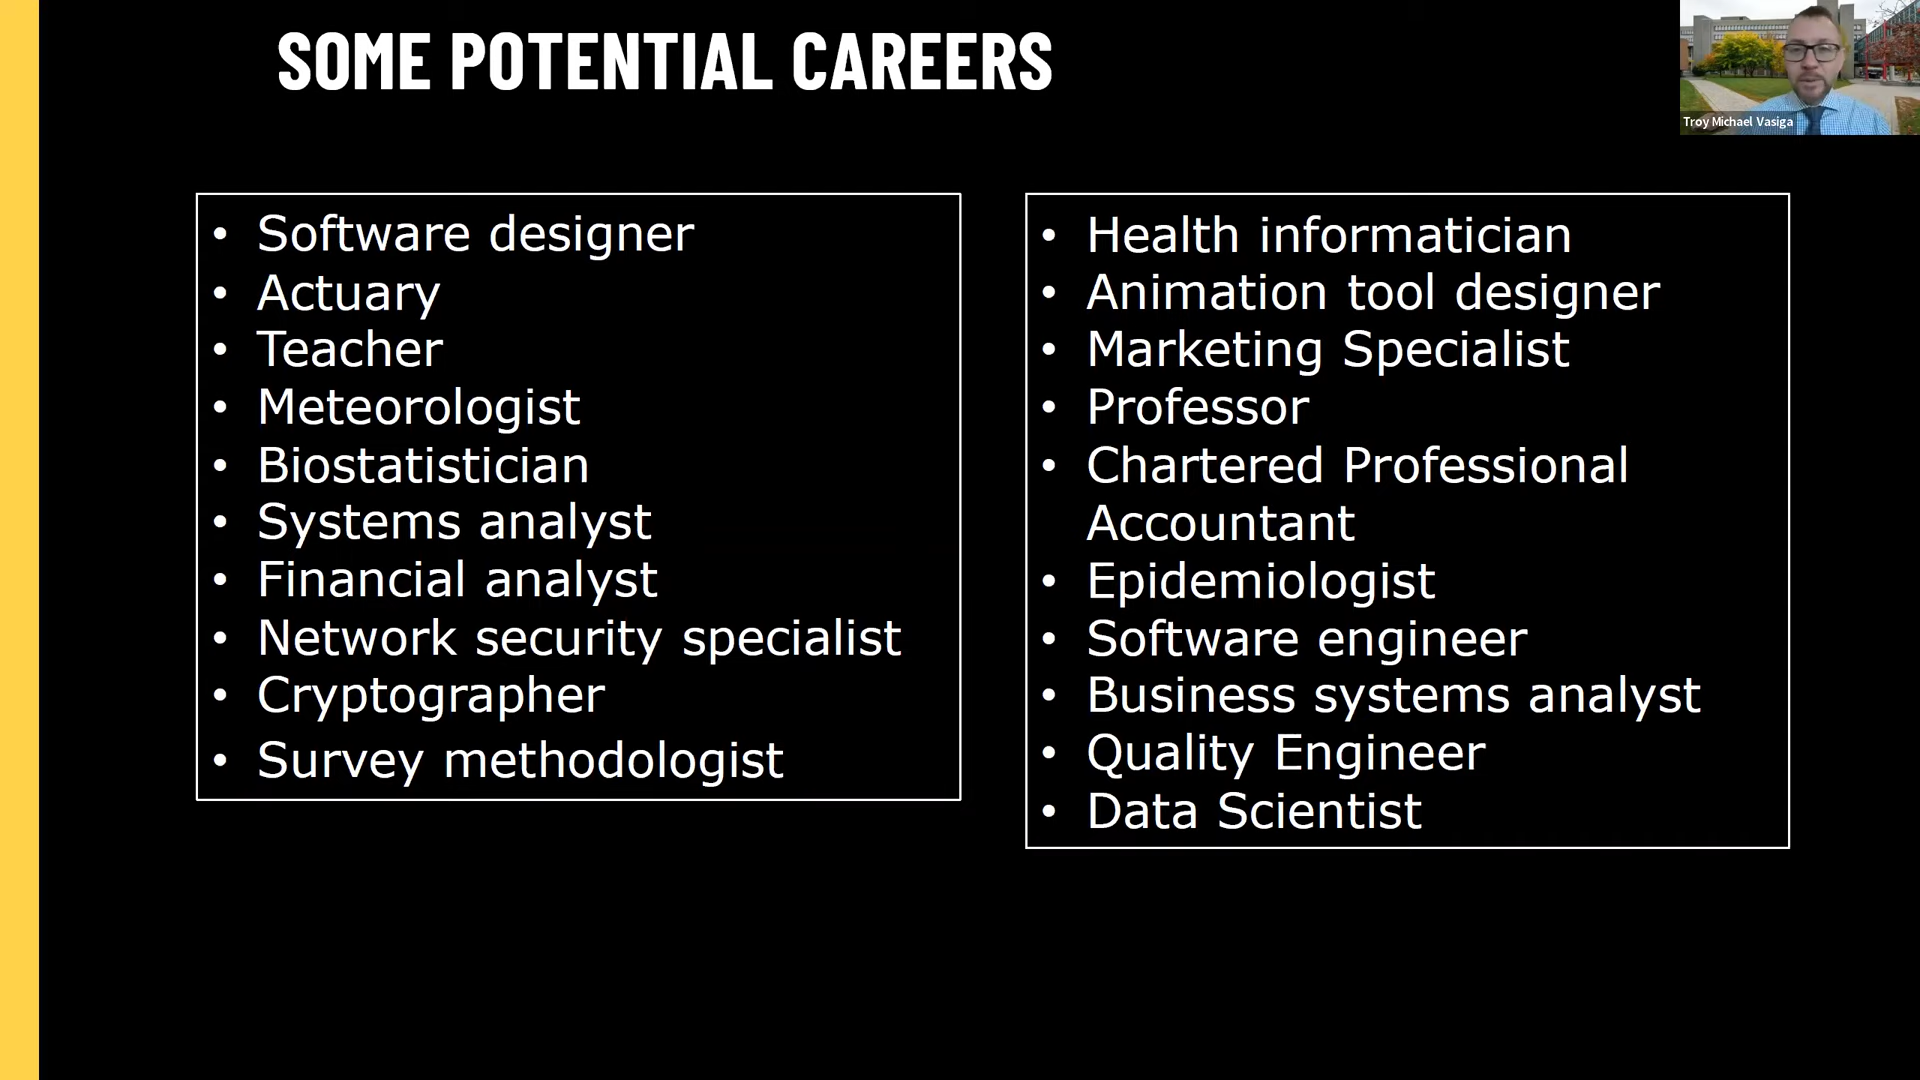 SOME POTENTIAL CAREERS
Troy Michael Vasiga
• Software designer
• Actuary
• Teacher
• Meteorologist
• Biostatistician
• Systems analyst
• Financial analyst
• Network security specialist
• Cryptographer
• Survey methodologist
• Health informatician
• Animation tool designer
• Marketing Specialist
• Professor
• Chartered Professional
Accountant
• Epidemiologist
• Software engineer
• Business systems analyst
• Quality Engineer
• Data Scientist